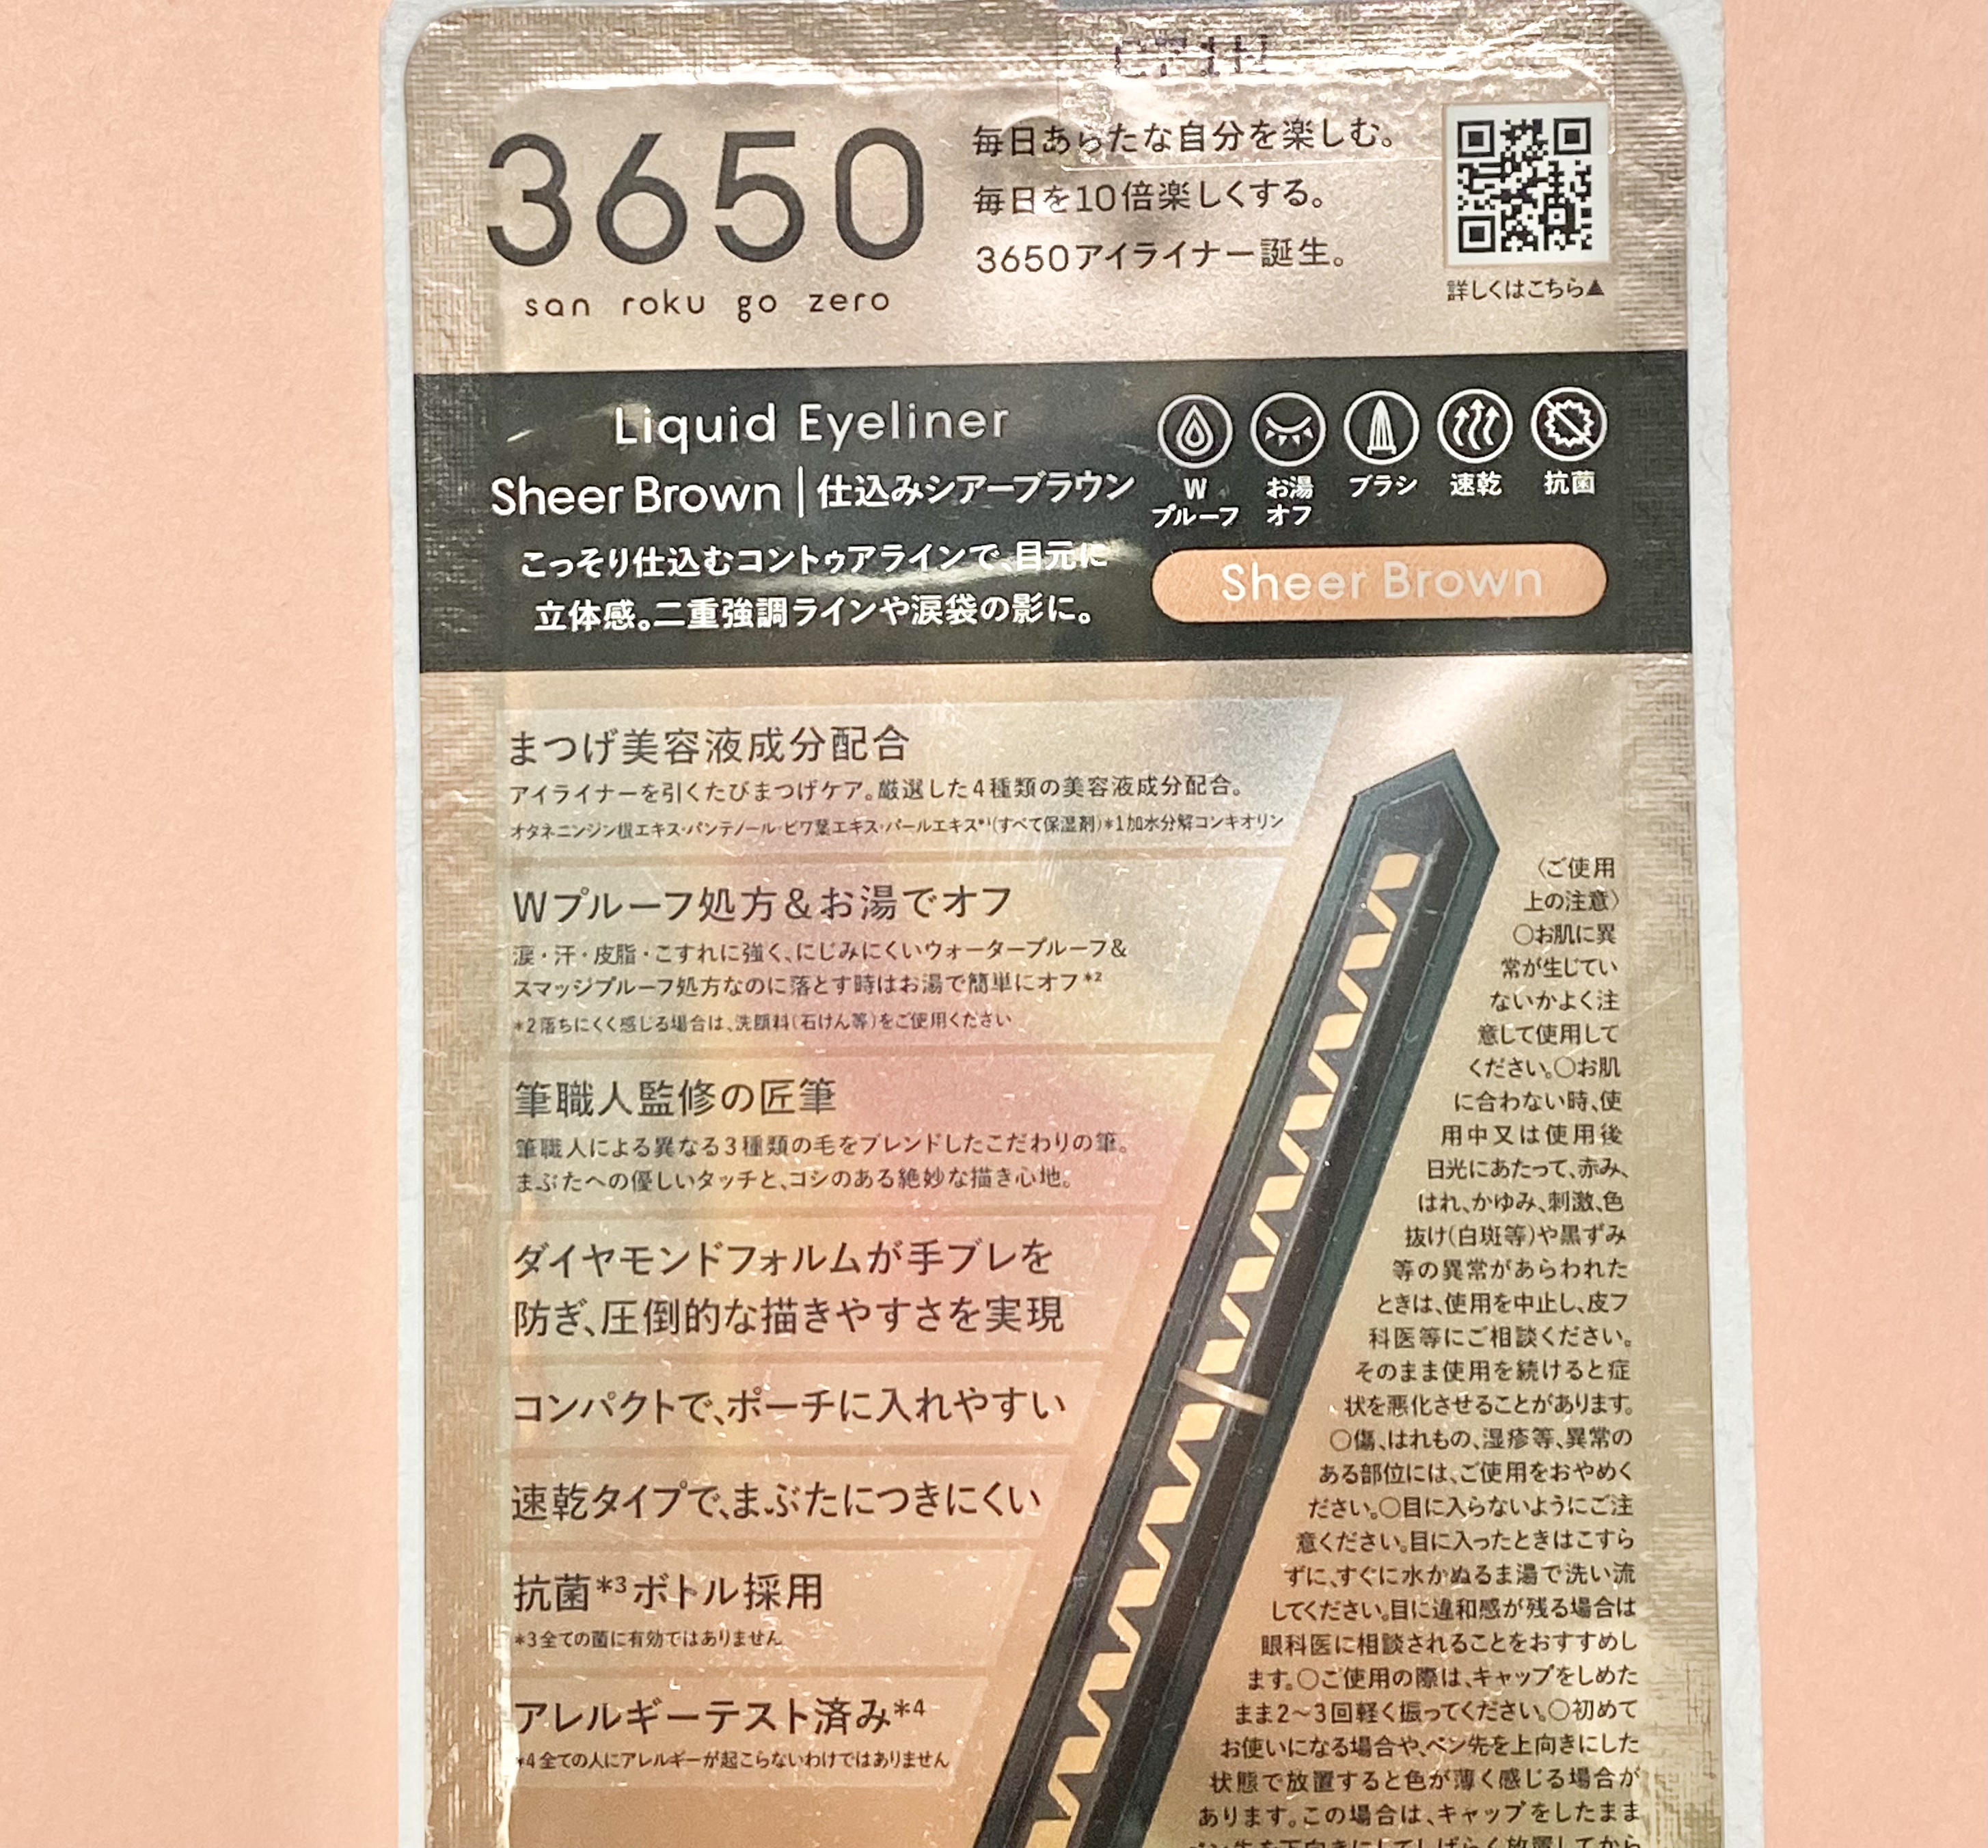 3650
san roku go zero
毎日あらたな自分を楽しむ。
毎日を10倍楽しくする。
3650アイライナー誕生。
詳しくはこちら▲
Liquid Eyeliner
Sheer Brown｜仕込みシアーブラウン
こっそり仕込むコントゥアラインで、目元に
立体感。二重強調ラインや涙袋の影に。
W
プルーフ
お湯
オフ
ブラシ
速乾
抗菌
Sheer Brown
まつげ美容液成分配合
アイライナーを引くたびまつげケア。厳選した4種類の美容液成分配合。
オタネニンジン根エキス・パンテノール・ビワ葉エキス・パールエキス*1(すべて保湿剤)*1加水分解コンキオリン
Wプルーフ処方&お湯でオフ
涙・汗・皮脂・こすれに強く、にじみにくいウォータープルーフ&
スマッジプルーフ処方なのに落とす時はお湯で簡単にオフ*2
*2落ちにくく感じる場合は、洗顔料(石けん等)をご使用ください
筆職人監修の匠筆
筆職人による異なる3種類の毛をブレンドしたこだわりの筆。
まぶたへの優しいタッチと、コシのある絶妙な描き心地。
ダイヤモンドフォルムが手ブレを
防ぎ、圧倒的な描きやすさを実現
コンパクトで、ポーチに入れやすい
速乾タイプで、まぶたにつきにくい
抗菌*3ボトル採用
*3全ての菌に有効ではありません
アレルギーテスト済み*4
*4全ての人にアレルギーが起こらないわけではありません
〈ご使用
上の注意〉
○お肌に異
常が生じてい
ないかよく注
意して使用して
ください。○お肌
に合わない時、使
用中又は使用後
日光にあたって、赤み、
はれ、かゆみ、刺激、色
抜け(白斑等)や黒ずみ
等の異常があらわれた
ときは、使用を中止し、皮フ
科医等にご相談ください。
そのまま使用を続けると症
状を悪化させることがあります。
○傷、はれもの、湿疹等、異常の
ある部位には、ご使用をおやめく
ださい。○目に入らないようにご注
意ください。目に入ったときはこすら
ずに、すぐに水かぬるま湯で洗い流
してください。目に違和感が残る場合は
眼科医に相談されることをおすすめし
ます。○ご使用の際は、キャップをしめた
まま2～3回軽く振ってください。○初めて
お使いになる場合や、ペン先を上向きにした
状態で放置すると色が薄く感じる場合が
あります。この場合は、キャップをしたまま